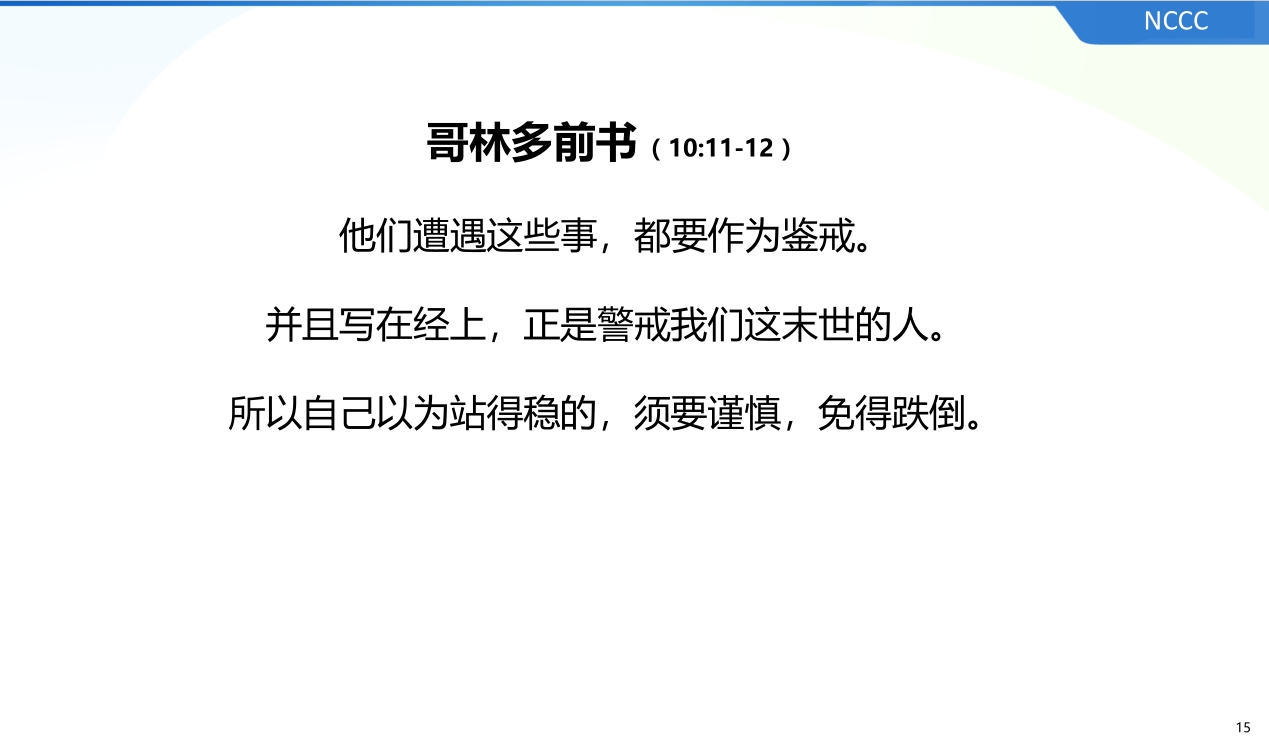 NCCC
哥林多前书（10:11-12）
他们遭遇这些事，都要作为鉴戒。
并且写在经上，正是警戒我们这末世的人。
所以自己以为站得稳的，须要谨慎，免得跌倒。
15